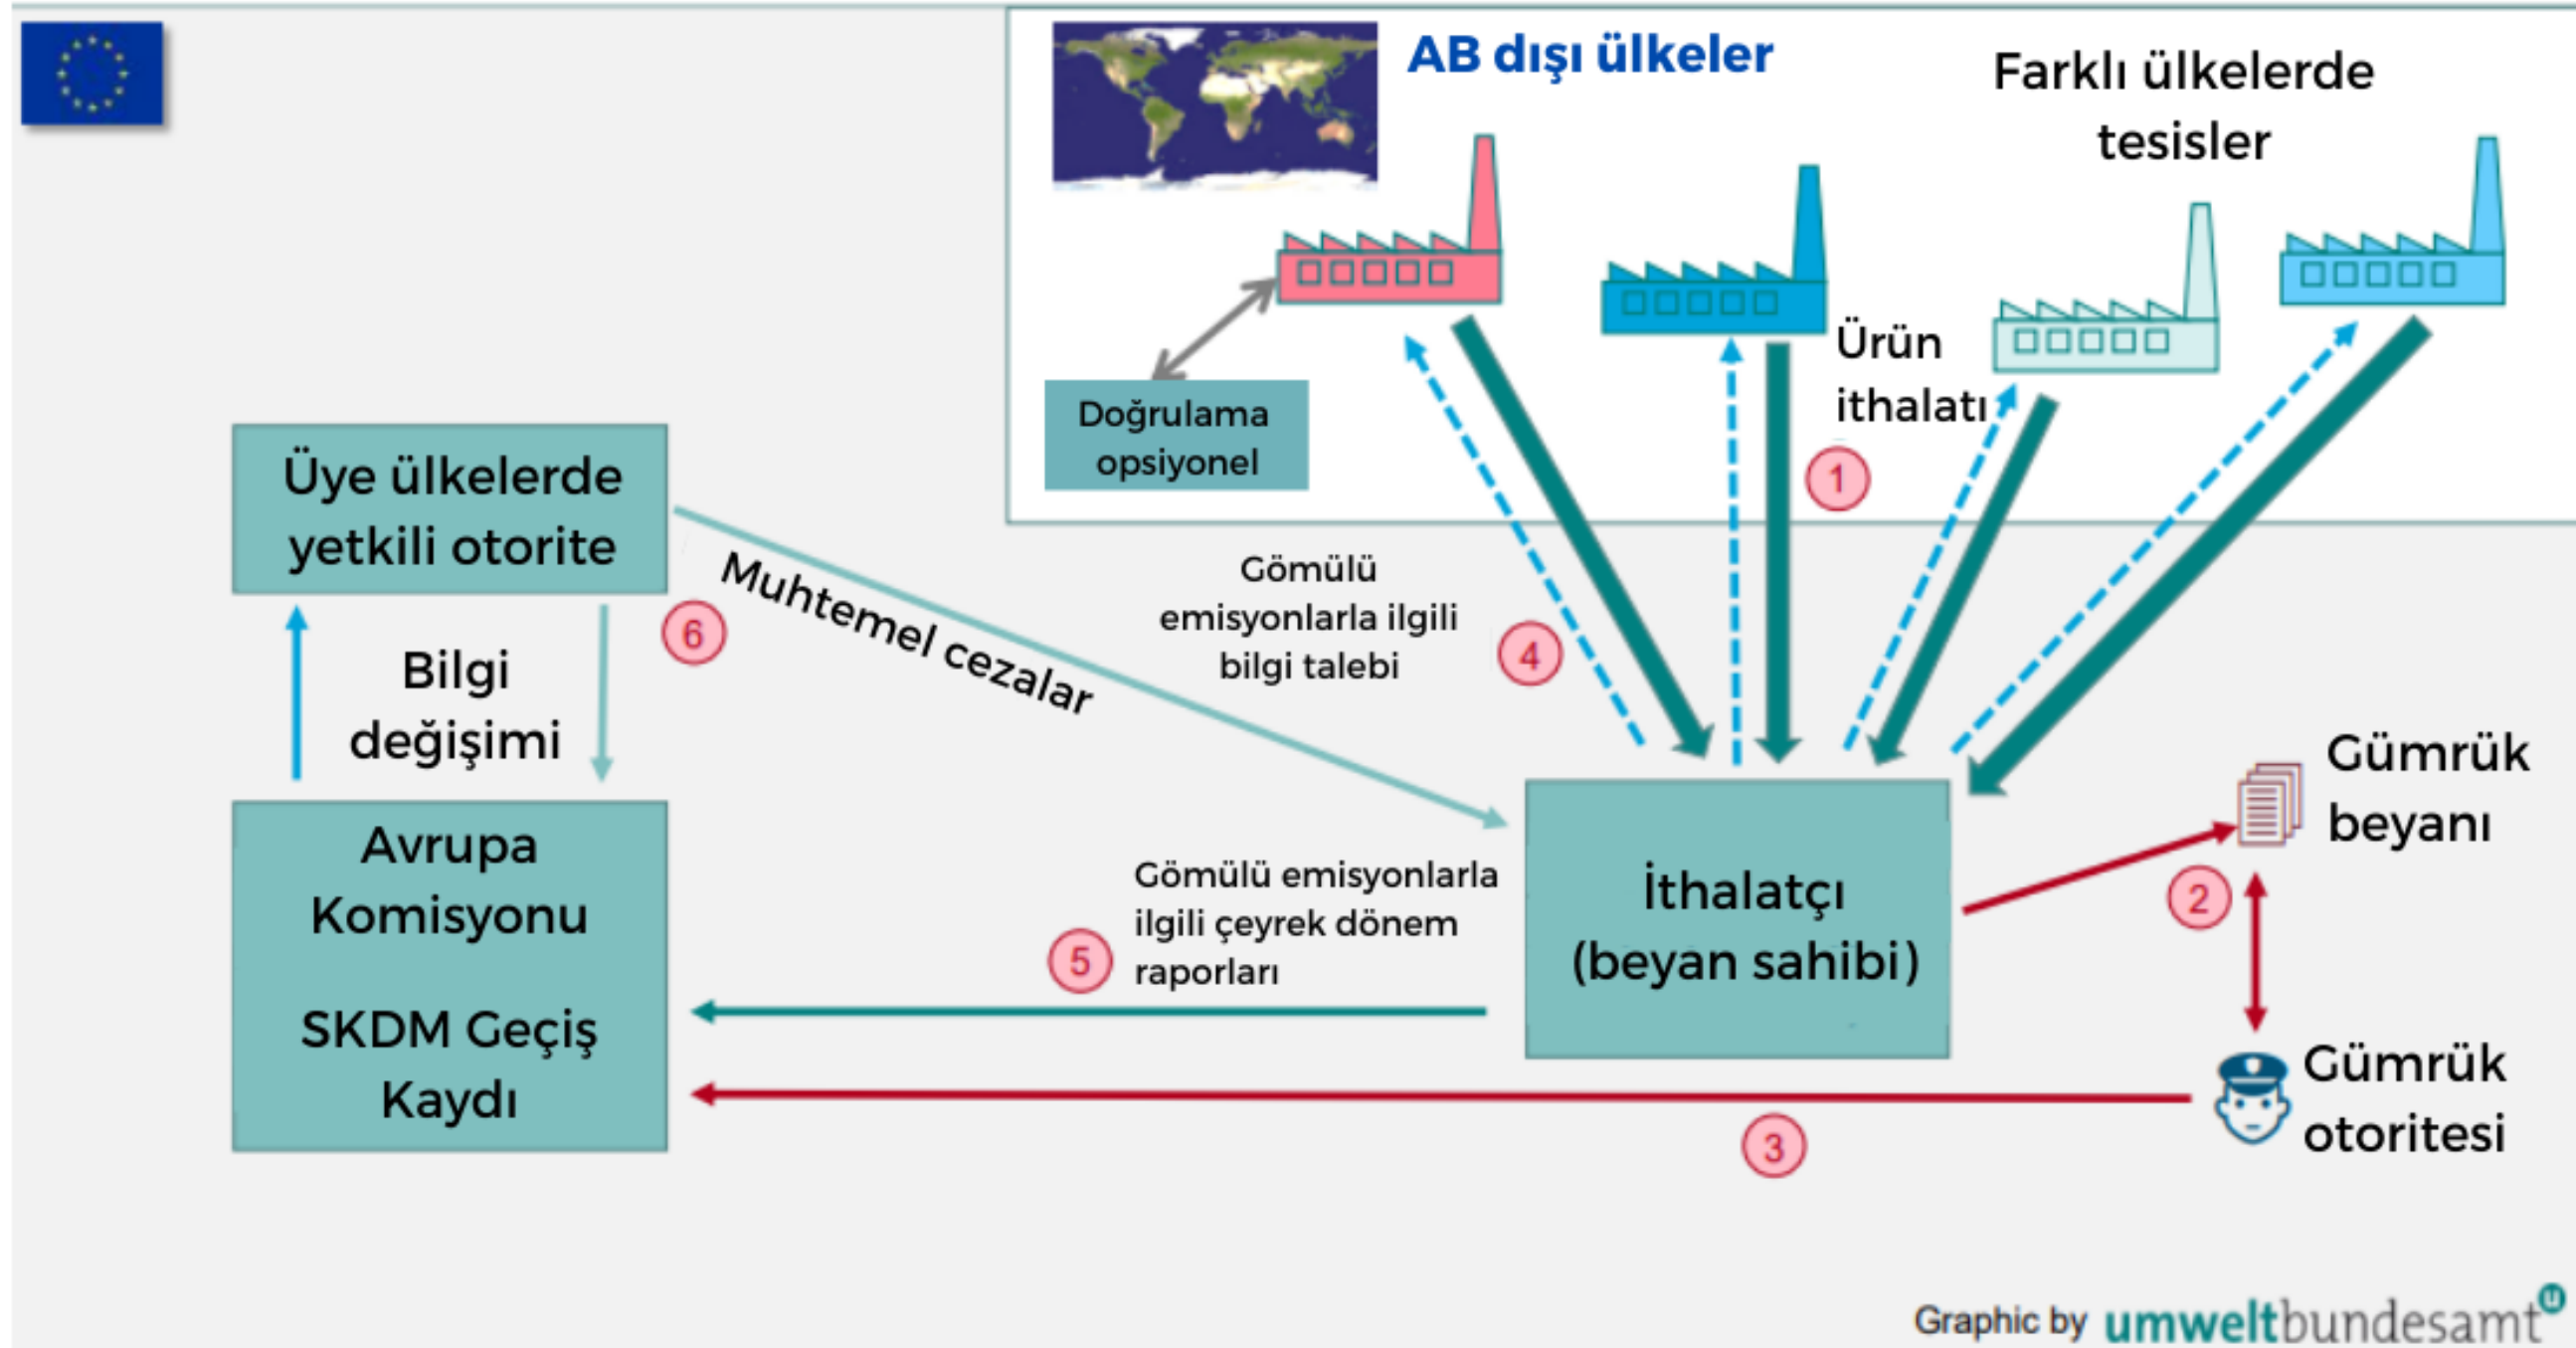 AB dışı ülkeler
Farklı ülkelerde
tesisler
Doğrulama
opsiyonel
Ürün
ithalatı
1
Üye ülkelerde
yetkili otorite
6
Muhtemel cezalar
Gömülü
emisyonlarla ilgili
bilgi talebi
4
Bilgi
değişimi
Avrupa
Komisyonu
SKDM Geçiş
Kaydı
Gömülü emisyonlarla
ilgili çeyrek dönem
raporları
5
İthalatçı
(beyan sahibi)
Gümrük
beyanı
2
Gümrük
otoritesi
3
Graphic by umweltbundesamt u